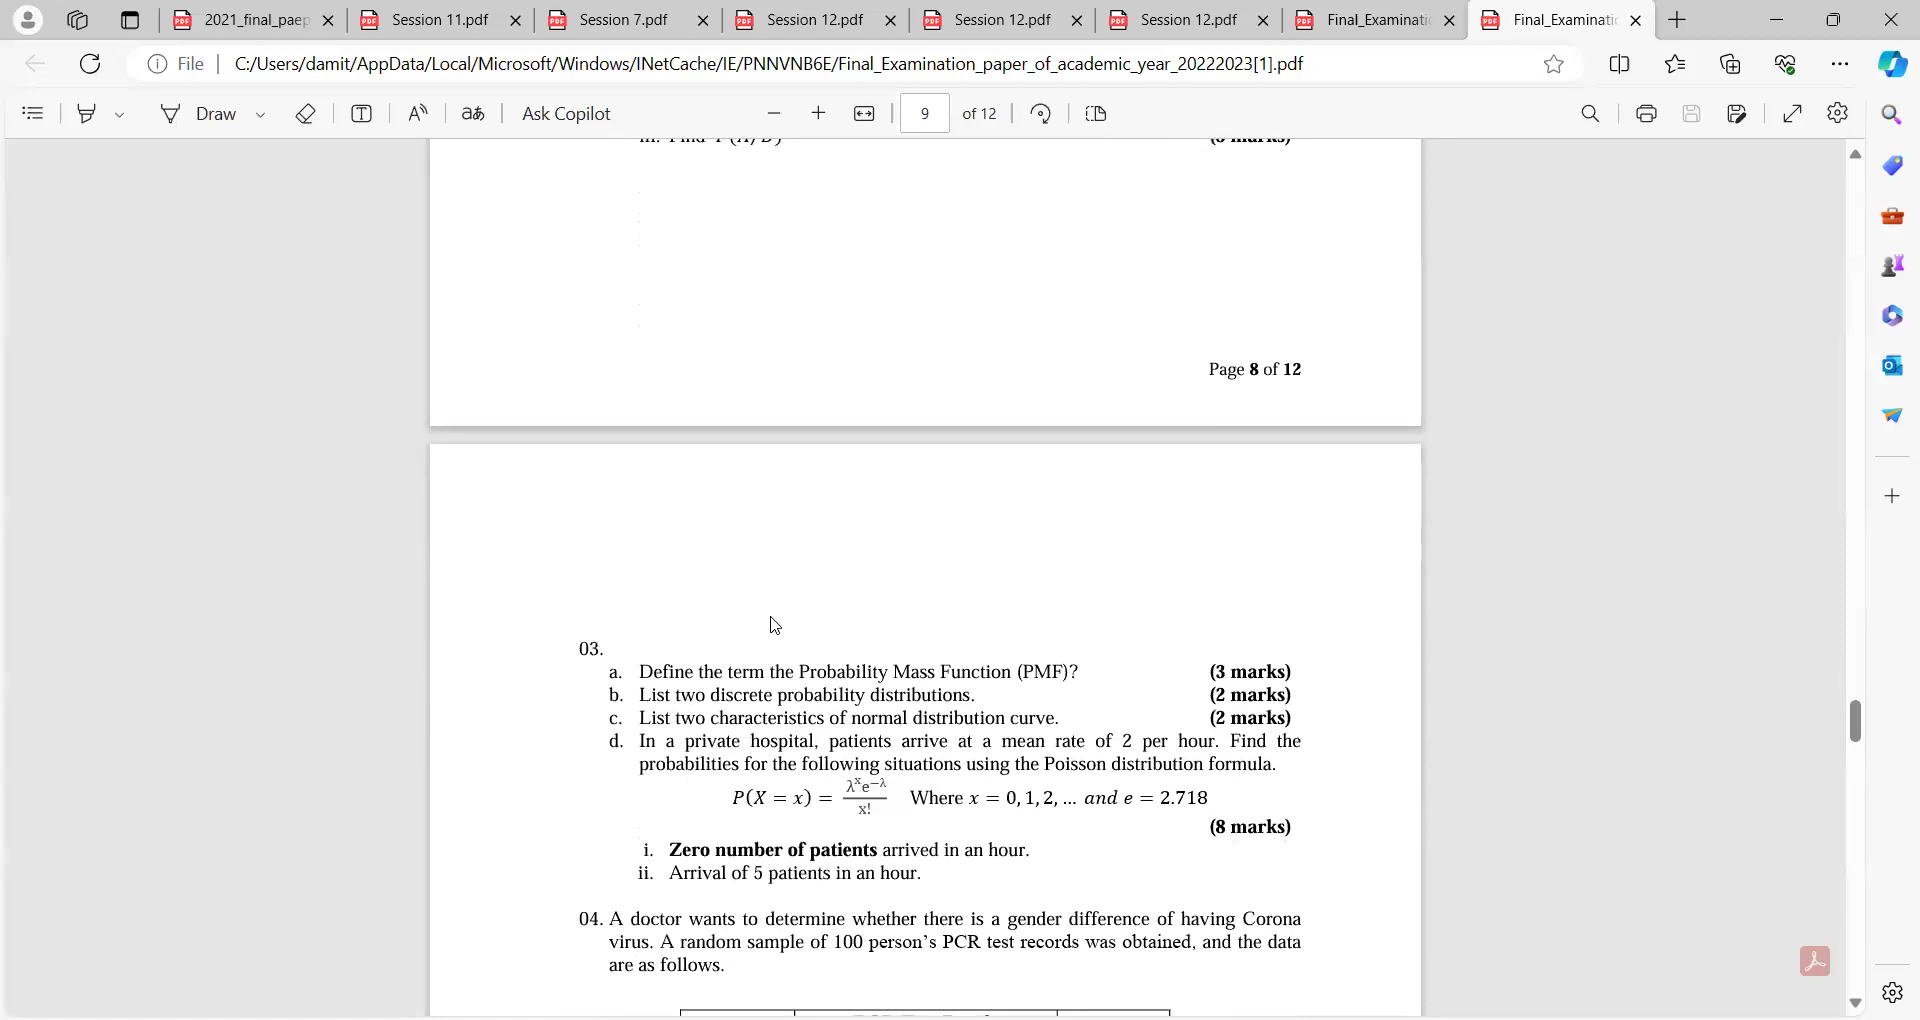 2021_final_paep
Session 11.pdf
Session 7.pdf
Session 12.pdf
Session 12.pdf
Session 12.pdf
Final_Examinati
Final_Examinati
File
C:/Users/damit/AppData/Local/Microsoft/Windows/INetCache/IE/PNNVNB6E/Final_Examination_paper_of_academic_year_20222023[1].pdf
Draw
Ask Copilot
9 of 12
Page 8 of 12
03.
a. Define the term the Probability Mass Function (PMF)? (3 marks)
b. List two discrete probability distributions. (2 marks)
c. List two characteristics of normal distribution curve. (2 marks)
d. In a private hospital, patients arrive at a mean rate of 2 per hour. Find the
probabilities for the following situations using the Poisson distribution formula.
P(X = x) = λˣe⁻λ / x! Where x = 0, 1, 2, ... and e = 2.718
(8 marks)
i. Zero number of patients arrived in an hour.
ii. Arrival of 5 patients in an hour.
04. A doctor wants to determine whether there is a gender difference of having Corona
virus. A random sample of 100 person's PCR test records was obtained, and the data
are as follows.